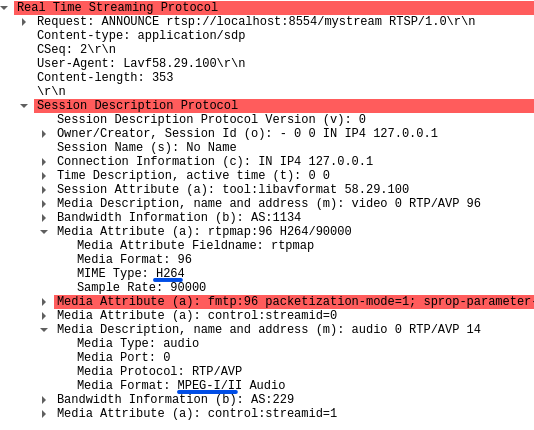 Real Time Streaming Protocol
Request: ANNOUNCE rtsp://localhost:8554/mystream RTSP/1.0\r\n
Content-type: application/sdp
CSeq: 2\r\n
User-Agent: Lavf58.29.100\r\n
Content-length: 353
\r\n
Session Description Protocol
Session Description Protocol Version (v): 0
Owner/Creator, Session Id (o): - 0 0 IN IP4 127.0.0.1
Session Name (s): No Name
Connection Information (c): IN IP4 127.0.0.1
Time Description, active time (t): 0 0
Session Attribute (a): tool:libavformat 58.29.100
Media Description, name and address (m): video 0 RTP/AVP 96
Bandwidth Information (b): AS:1134
Media Attribute (a): rtpmap:96 H264/90000
Media Attribute Fieldname: rtpmap
Media Format: 96
MIME Type: H264
Sample Rate: 90000
Media Attribute (a): fmtp:96 packetization-mode=1; sprop-parameter-
Media Attribute (a): control:streamid=0
Media Description, name and address (m): audio 0 RTP/AVP 14
Media Type: audio
Media Port: 0
Media Protocol: RTP/AVP
Media Format: MPEG-I/II Audio
Bandwidth Information (b): AS:229
Media Attribute (a): control:streamid=1